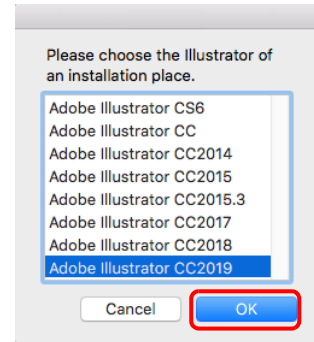 Please choose the Illustrator of
an installation place.
Adobe Illustrator CS6
Adobe Illustrator CC
Adobe Illustrator CC2014
Adobe Illustrator CC2015
Adobe Illustrator CC2015.3
Adobe Illustrator CC2017
Adobe Illustrator CC2018
Adobe Illustrator CC2019
Cancel OK